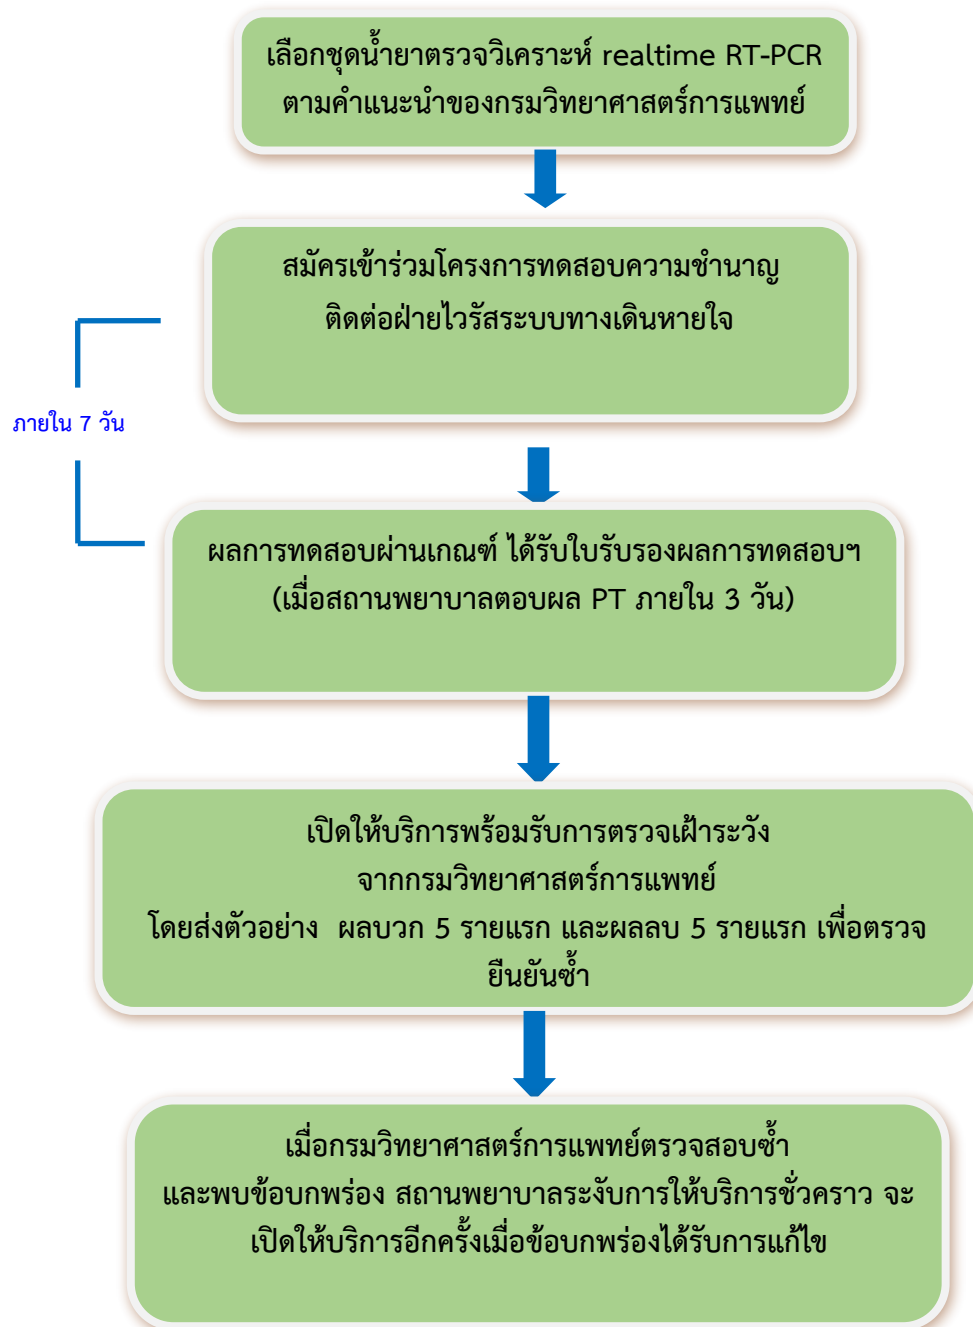 เลือกชุดน้ำยาตรวจวิเคราะห์ realtime RT-PCR
ตามคำแนะนำของกรมวิทยาศาสตร์การแพทย์
สมัครเข้าร่วมโครงการทดสอบความชำนาญ
ติดต่อฝ่ายไวรัสระบบทางเดินหายใจ
ภายใน 7 วัน
ผลการทดสอบผ่านเกณฑ์ ได้รับใบรับรองผลการทดสอบฯ
(เมื่อสถานพยาบาลตอบผล PT ภายใน 3 วัน)
เปิดให้บริการพร้อมรับการตรวจเฝ้าระวัง
จากกรมวิทยาศาสตร์การแพทย์
โดยส่งตัวอย่าง ผลบวก 5 รายแรก และผลลบ 5 รายแรก เพื่อตรวจ
ยืนยันซ้ำ
เมื่อกรมวิทยาศาสตร์การแพทย์ตรวจสอบซ้ำ
และพบข้อบกพร่อง สถานพยาบาลระงับการให้บริการชั่วคราว จะ
เปิดให้บริการอีกครั้งเมื่อข้อบกพร่องได้รับการแก้ไข